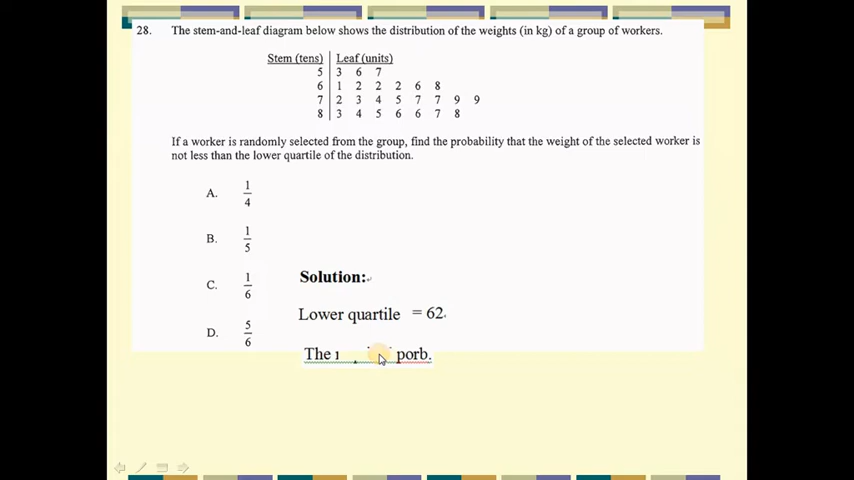 28. The stem-and-leaf diagram below shows the distribution of the weights (in kg) of a group of workers.
Stem (tens) Leaf (units)
5 3 6 7
6 1 2 2 2 6 8
7 2 3 4 5 7 7 9 9
8 3 4 5 6 6 7 8
If a worker is randomly selected from the group, find the probability that the weight of the selected worker is
not less than the lower quartile of the distribution.
A. 1/4
B. 1/5
C. 1/6
D. 5/6
Solution:
Lower quartile = 62.
The porb.